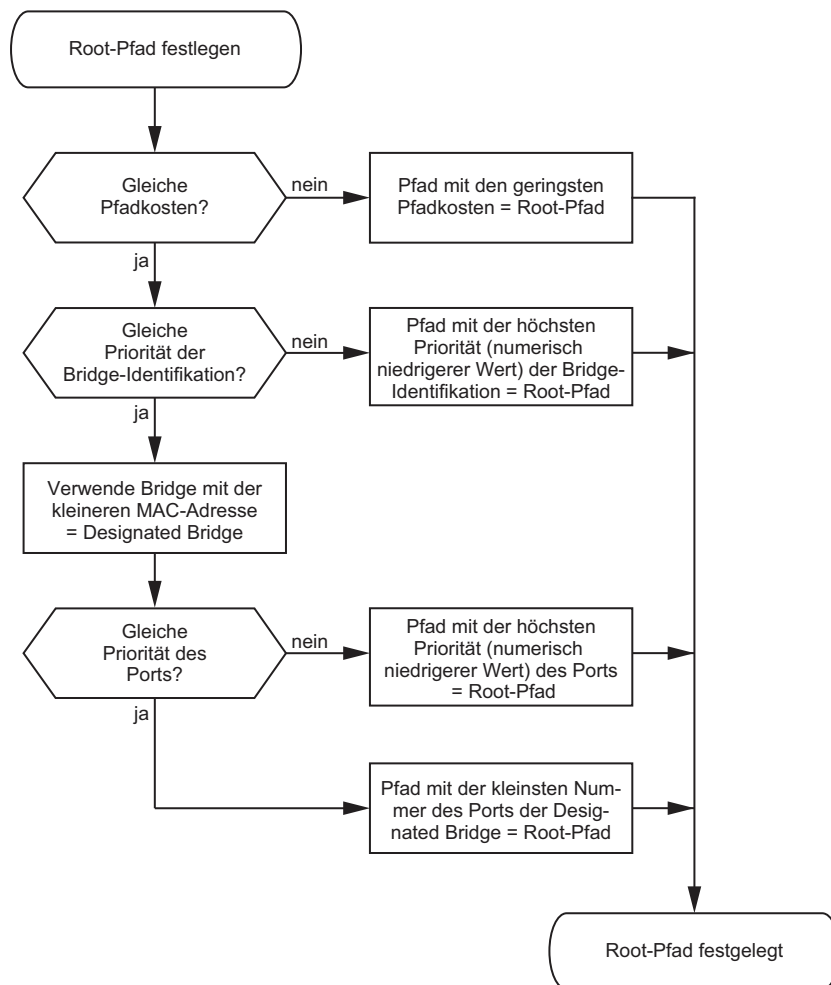 Root-Pfad festlegen
Gleiche
Pfadkosten?
nein
Pfad mit den geringsten
Pfadkosten = Root-Pfad
ja
Gleiche
Priorität der
Bridge-Identifikation?
nein
Pfad mit der höchsten
Priorität (numerisch
niedrigerer Wert) der Bridge-
Identifikation = Root-Pfad
ja
Verwende Bridge mit der
kleineren MAC-Adresse
= Designated Bridge
Gleiche
Priorität des
Ports?
nein
Pfad mit der höchsten
Priorität (numerisch
niedrigerer Wert) des Ports
= Root-Pfad
ja
Pfad mit der kleinsten Num-
mer des Ports der Desig-
nated Bridge = Root-Pfad
Root-Pfad festgelegt